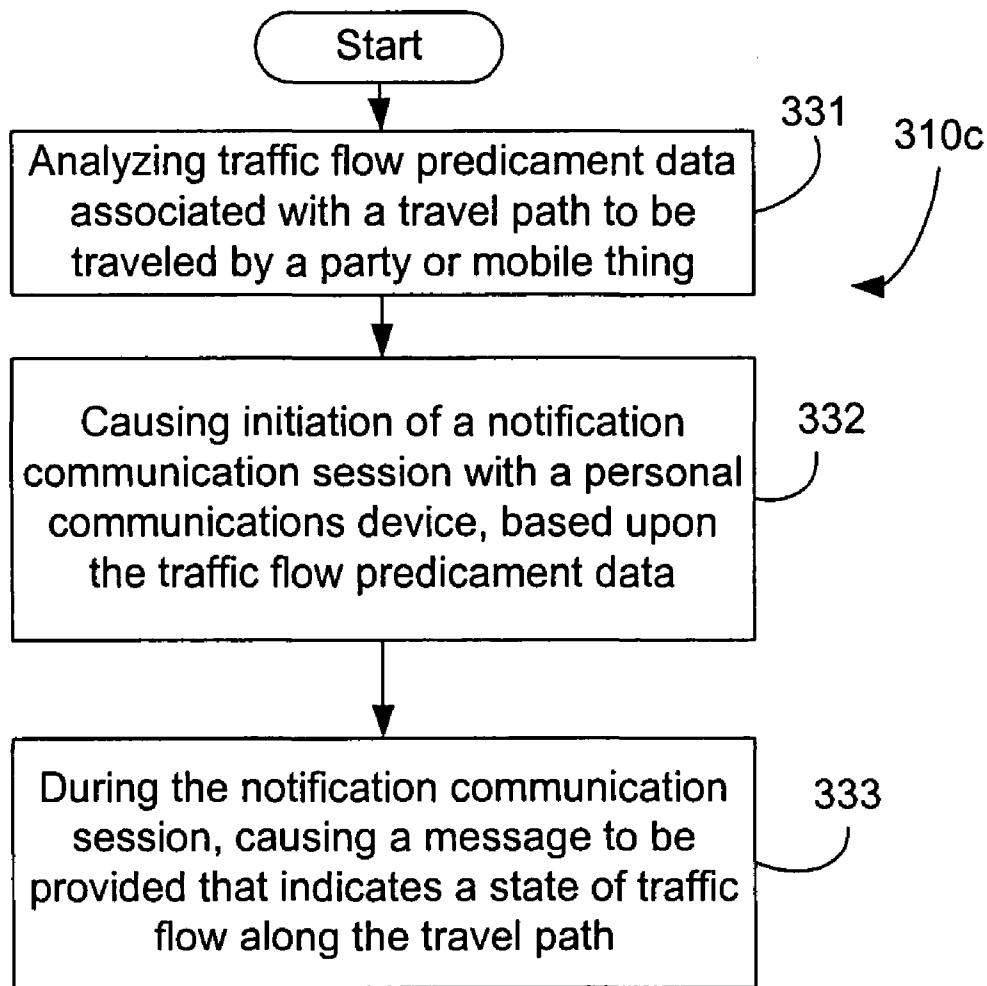 Start
331
310c
Analyzing traffic flow predicament data
associated with a travel path to be
traveled by a party or mobile thing
332
Causing initiation of a notification
communication session with a personal
communications device, based upon
the traffic flow predicament data
333
During the notification communication
session, causing a message to be
provided that indicates a state of traffic
flow along the travel path